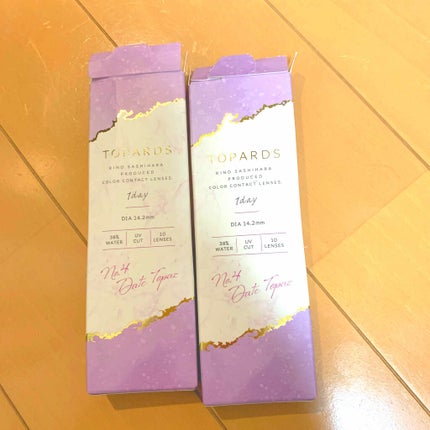 TOPARDS
RINO SASHIHARA
PRODUCED
COLOR CONTACT LENSES
1day
DIA 14.2mm
38%
WATER
UV
CUT
10
LENSES
No.4
Date Topaz
TOPARDS
RINO SASHIHARA
PRODUCED
COLOR CONTACT LENSES
1day
DIA 14.2mm
38%
WATER
UV
CUT
10
LENSES
No.4
Date Topaz